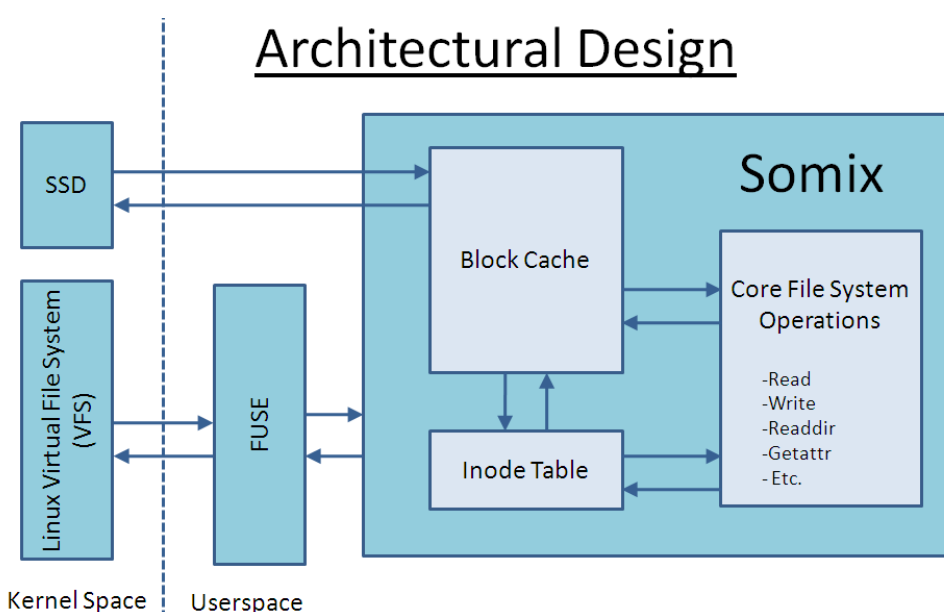 Architectural Design
SSD
Linux Virtual File System
(VFS)
FUSE
Somix
Block Cache
Inode Table
Core File System
Operations
-Read
-Write
-Readdir
-Getattr
- Etc.
Kernel Space
Userspace